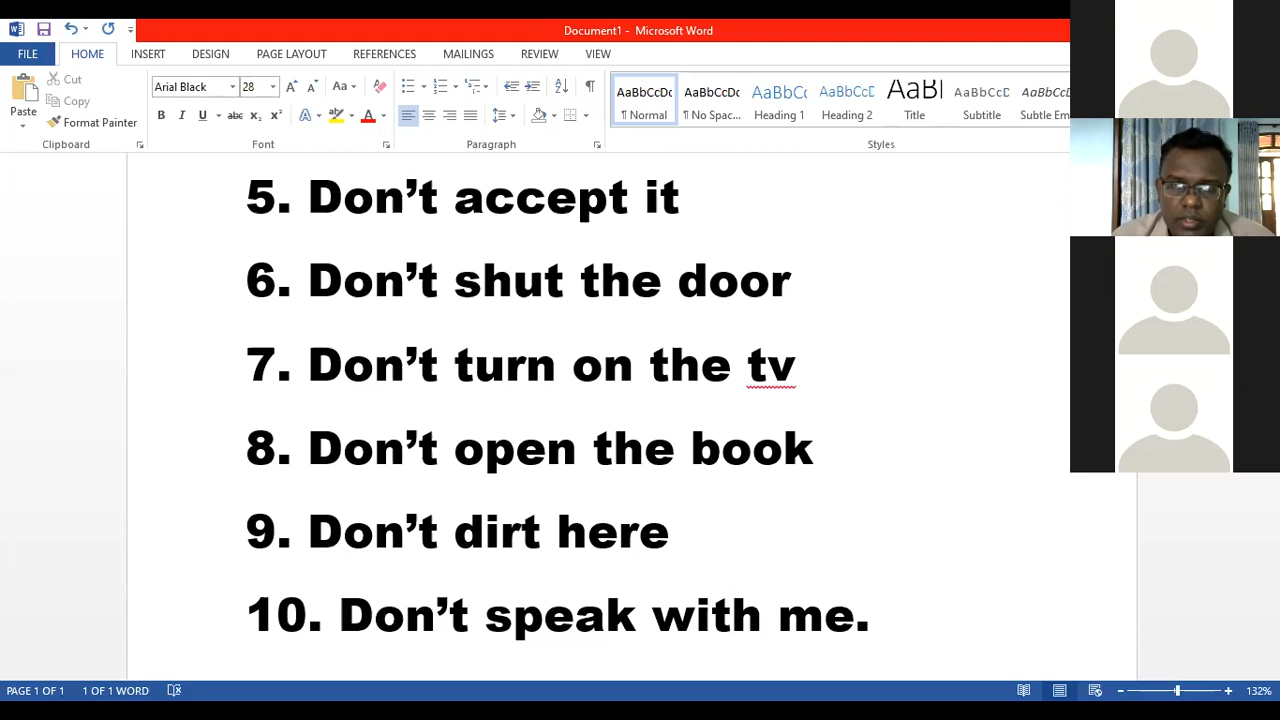 Document1 - Microsoft Word
FILE HOME INSERT DESIGN PAGE LAYOUT REFERENCES MAILINGS REVIEW VIEW
Paste
Cut
Copy
Format Painter
Arial Black 28
B I U abc X₂ X²
AaBbCcDc AaBbCcDc AaBbCc AaBbCcD AaBl AaBbCcD AaBbCcDc
¶ Normal ¶ No Spac... Heading 1 Heading 2 Title Subtitle Subtle Em...
Clipboard Font Paragraph Styles
5. Don’t accept it
6. Don’t shut the door
7. Don’t turn on the tv
8. Don’t open the book
9. Don’t dirt here
10. Don’t speak with me.
PAGE 1 OF 1 1 OF 1 WORD 132%